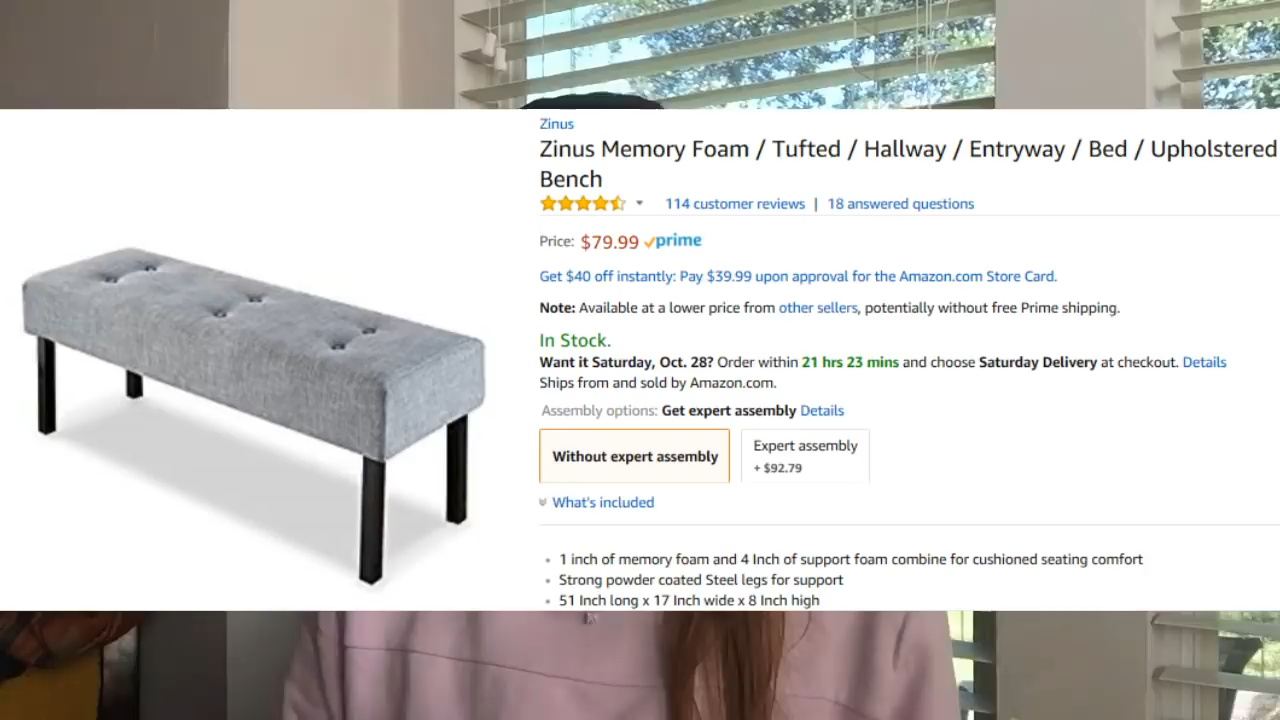 Zinus
Zinus Memory Foam / Tufted / Hallway / Entryway / Bed / Upholstered
Bench
114 customer reviews | 18 answered questions
Price: $79.99 prime
Get $40 off instantly: Pay $39.99 upon approval for the Amazon.com Store Card.
Note: Available at a lower price from other sellers, potentially without free Prime shipping.
In Stock.
Want it Saturday, Oct. 28? Order within 21 hrs 23 mins and choose Saturday Delivery at checkout. Details
Ships from and sold by Amazon.com.
Assembly options: Get expert assembly Details
Without expert assembly
Expert assembly
+ $92.79
What's included
1 inch of memory foam and 4 Inch of support foam combine for cushioned seating comfort
Strong powder coated Steel legs for support
51 Inch long x 17 Inch wide x 8 Inch high